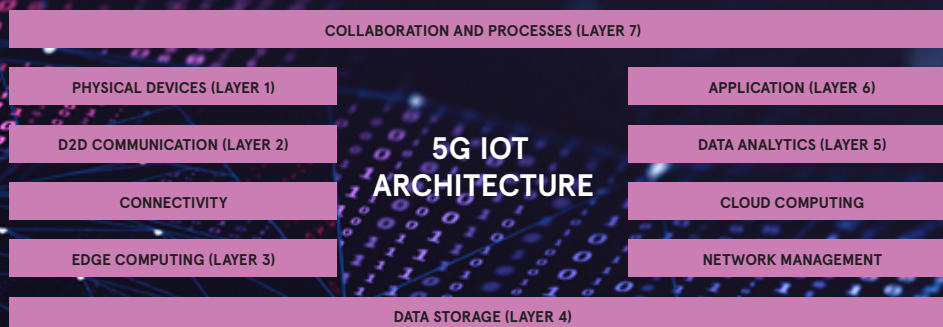 COLLABORATION AND PROCESSES (LAYER 7)
PHYSICAL DEVICES (LAYER 1)
D2D COMMUNICATION (LAYER 2)
CONNECTIVITY
EDGE COMPUTING (LAYER 3)
5G IOT
ARCHITECTURE
APPLICATION (LAYER 6)
DATA ANALYTICS (LAYER 5)
CLOUD COMPUTING
NETWORK MANAGEMENT
DATA STORAGE (LAYER 4)